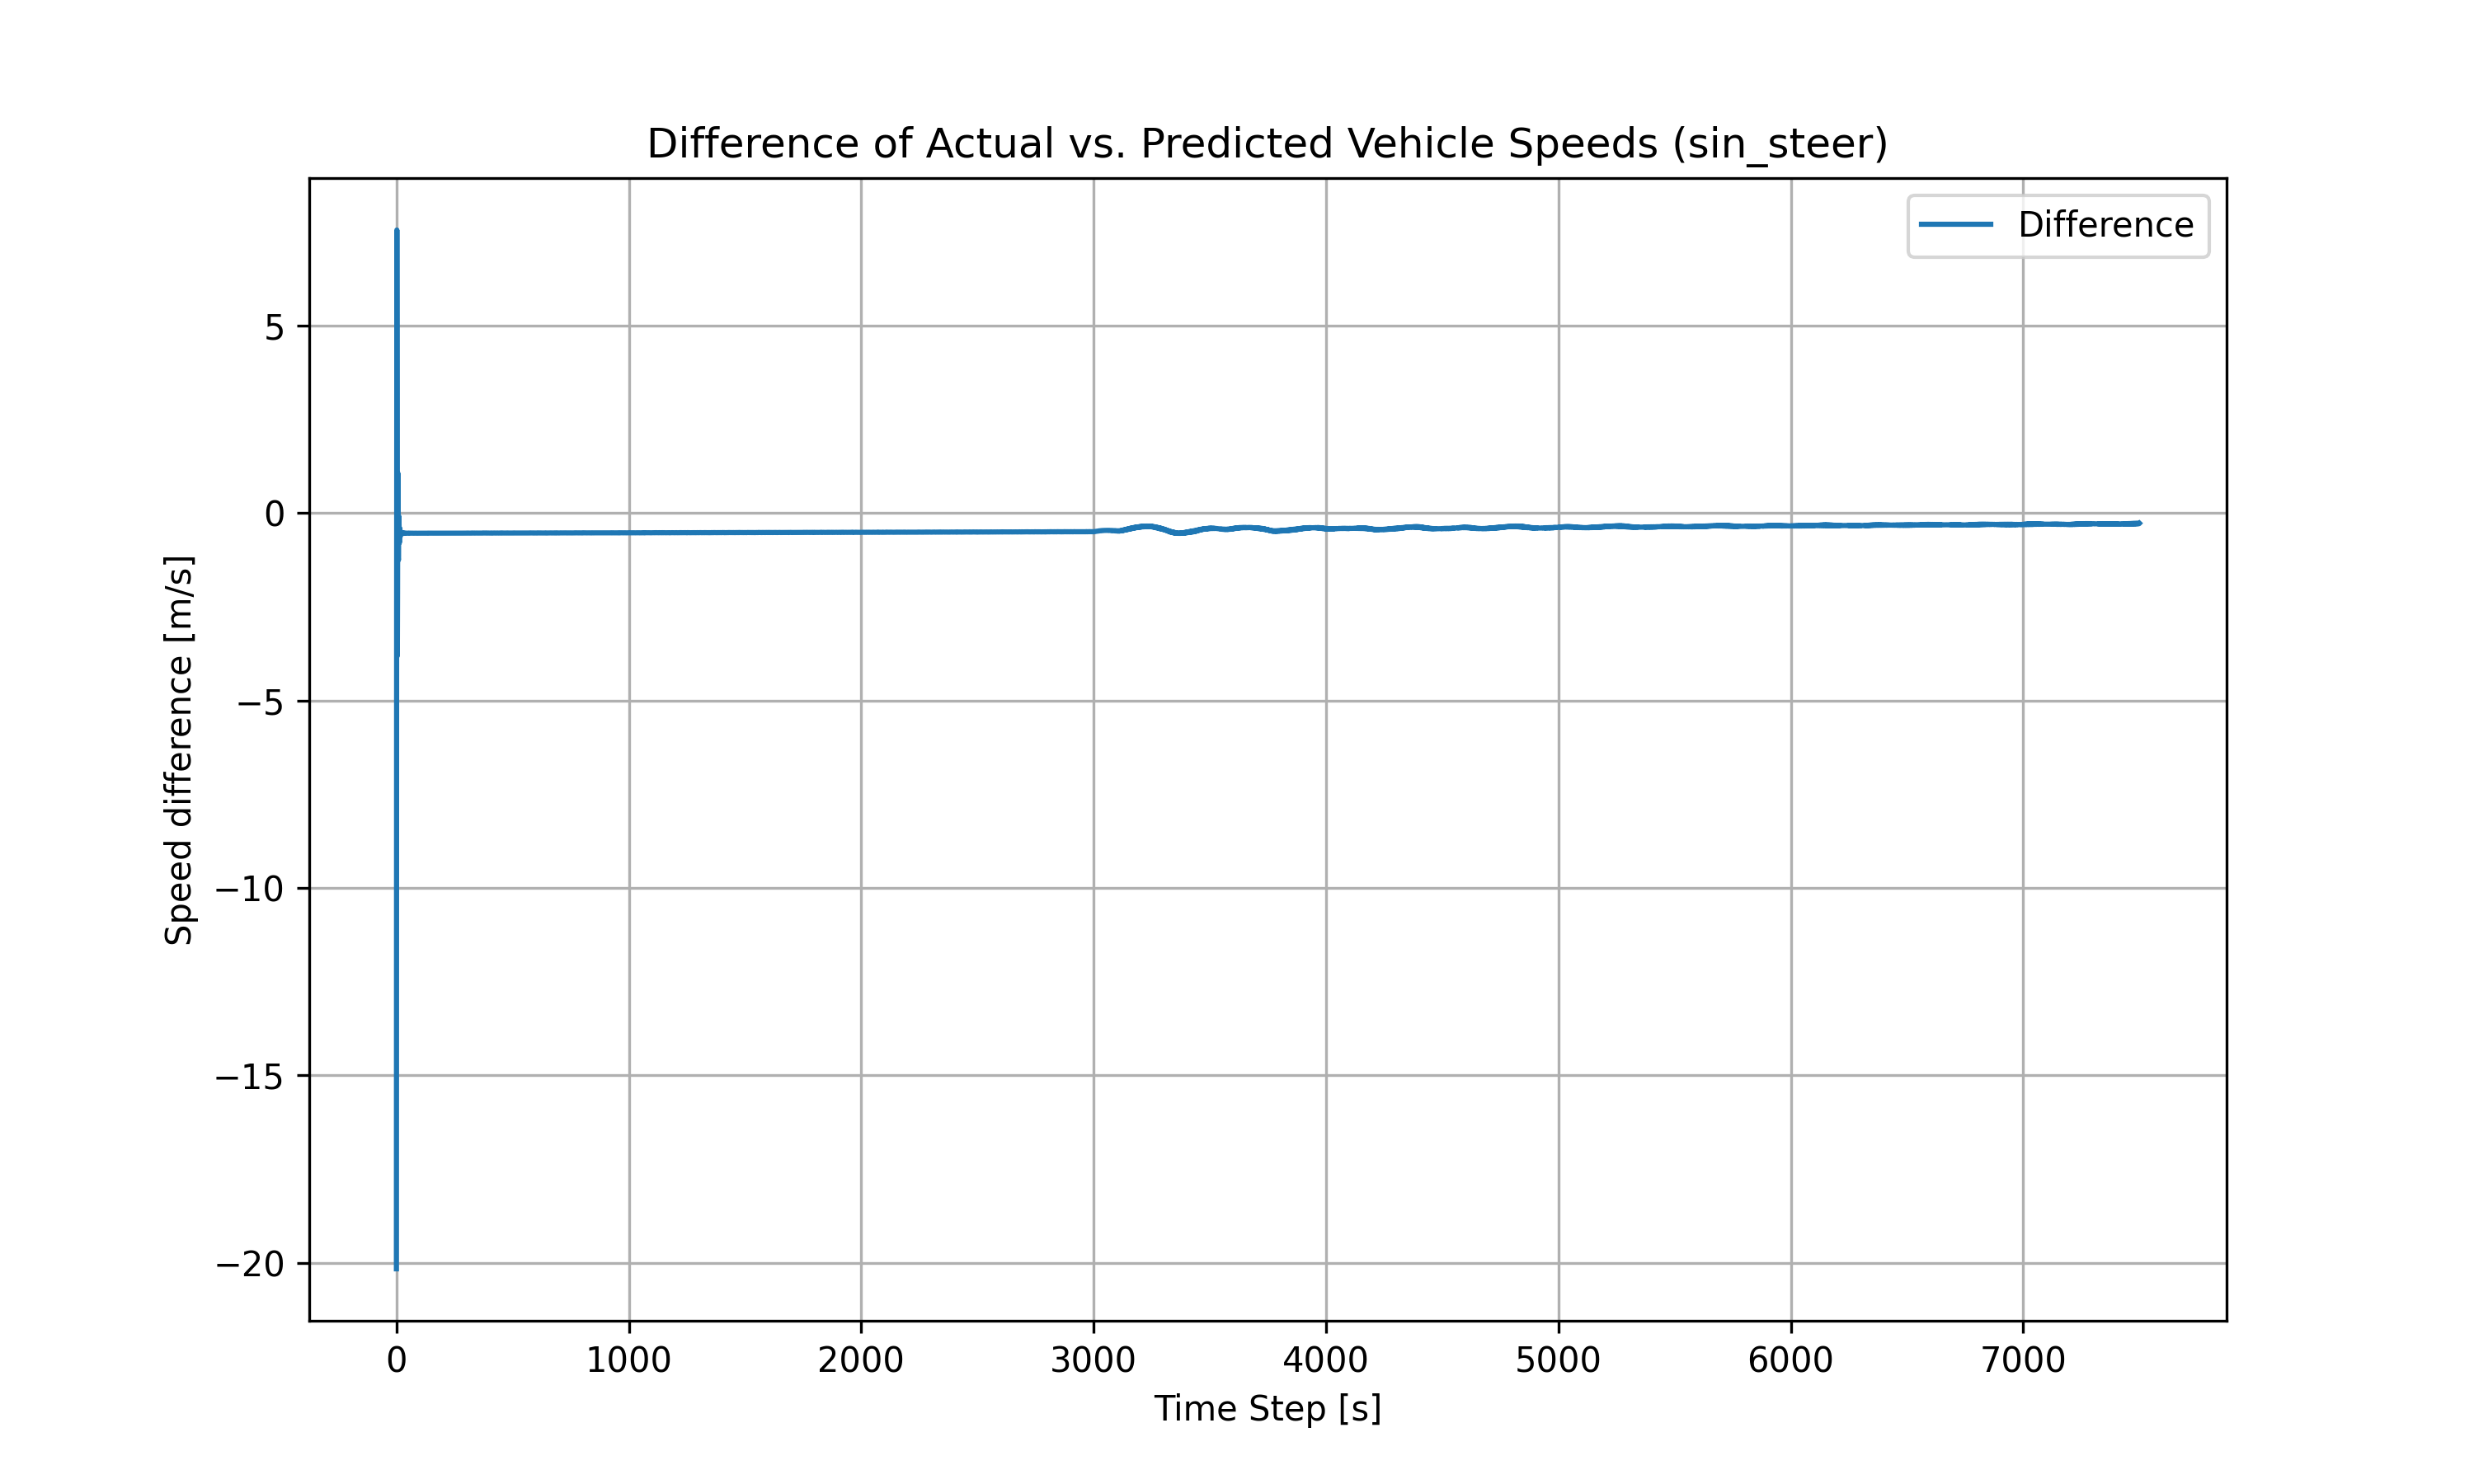 Difference of Actual vs. Predicted Vehicle Speeds (sin_steer)
Difference
Speed difference [m/s]
5
0
−5
−10
−15
−20
0 1000 2000 3000 4000 5000 6000 7000
Time Step [s]